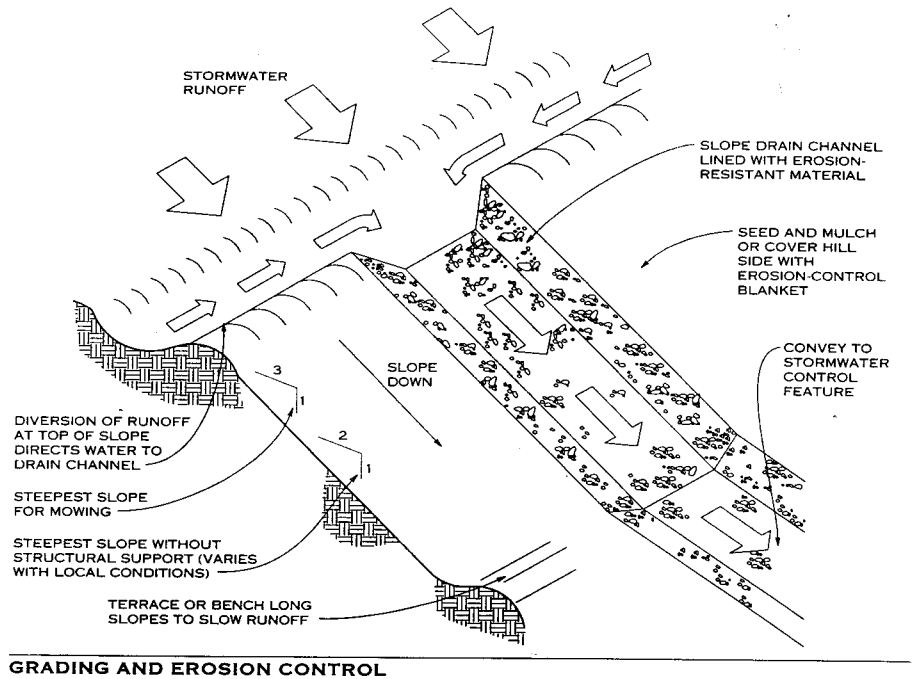 STORMWATER
RUNOFF
SLOPE DRAIN CHANNEL
LINED WITH EROSION-
RESISTANT MATERIAL
SEED AND MULCH
OR COVER HILL
SIDE WITH
EROSION-CONTROL
BLANKET
CONVEY TO
STORMWATER
CONTROL
FEATURE
SLOPE
DOWN
3
1
2
1
DIVERSION OF RUNOFF
AT TOP OF SLOPE
DIRECTS WATER TO
DRAIN CHANNEL
STEEPEST SLOPE
FOR MOWING
STEEPEST SLOPE WITHOUT
STRUCTURAL SUPPORT (VARIES
WITH LOCAL CONDITIONS)
TERRACE OR BENCH LONG
SLOPES TO SLOW RUNOFF
GRADING AND EROSION CONTROL